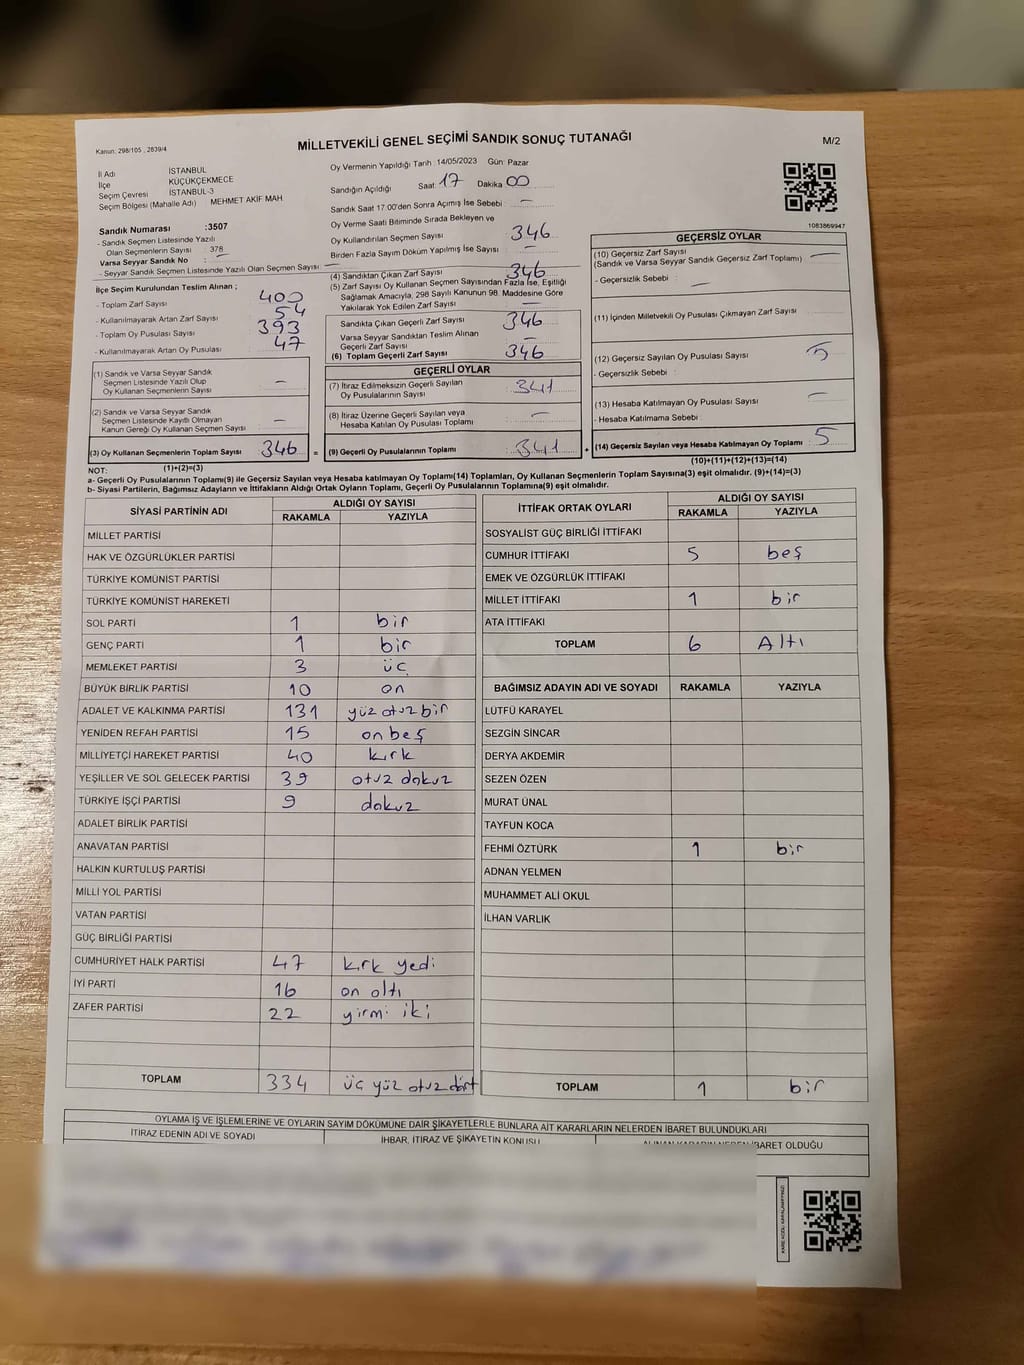 Kanun: 298/105 , 2839/4
MİLLETVEKİLİ GENEL SEÇİMİ SANDIK SONUÇ TUTANAĞI
M/2
İl Adı İSTANBUL
İlçe KÜÇÜKÇEKMECE
Seçim Çevresi İSTANBUL-3
Seçim Bölgesi (Mahalle Adı) MEHMET AKİF MAH
Sandık Numarası :3507
- Sandık Seçmen Listesinde Yazılı
Olan Seçmenlerin Sayısı : 378
Varsa Seyyar Sandık No : —
- Seyyar Sandık Seçmen Listesinde Yazılı Olan Seçmen Sayısı : —
İlçe Seçim Kurulundan Teslim Alınan ;
- Toplam Zarf Sayısı 400
- Kullanılmayarak Artan Zarf Sayısı 54
- Toplam Oy Pusulası Sayısı 393
- Kullanılmayarak Artan Oy Pusulası 47
(1) Sandık ve Varsa Seyyar Sandık
Seçmen Listesinde Yazılı Olup
Oy Kullanan Seçmenlerin Sayısı —
(2) Sandık ve Varsa Seyyar Sandık
Seçmen Listesinde Kayıtlı Olmayan
Kanun Gereği Oy Kullanan Seçmen Sayısı —
(3) Oy Kullanan Seçmenlerin Toplam Sayısı 346 =
Oy Vermenin Yapıldığı Tarih :14/05/2023 Gün: Pazar
Sandığın Açıldığı Saat 17 Dakika 00
Sandık Saat 17:00'den Sonra Açımış İse Sebebi : —
Oy Verme Saati Bitiminde Sırada Bekleyen ve
Oy Kullandırılan Seçmen Sayısı 346
Birden Fazla Sayım Döküm Yapılmış İse Sayısı —
(4) Sandıktan Çıkan Zarf Sayısı 346
(5) Zarf Sayısı Oy Kullanan Seçmen Sayısından Fazla İse, Eşitliği
Sağlamak Amacıyla, 298 Sayılı Kanunun 98. Maddesine Göre
Yakılarak Yok Edilen Zarf Sayısı —
Sandıkta Çıkan Geçerli Zarf Sayısı 346
Varsa Seyyar Sandıktan Teslim Alınan
Geçerli Zarf Sayısı —
(6) Toplam Geçerli Zarf Sayısı 346
GEÇERLİ OYLAR
(7) İtiraz Edilmeksizin Geçerli Sayılan
Oy Pusulalarının Sayısı 341
(8) İtiraz Üzerine Geçerli Sayılan veya
Hesaba Katılan Oy Pusulası Toplamı —
(9) Geçerli Oy Pusulalarının Toplamı 341 +
1083869947
GEÇERSİZ OYLAR
(10) Geçersiz Zarf Sayısı
(Sandık ve Varsa Seyyar Sandık Geçersiz Zarf Toplamı) —
- Geçersizlik Sebebi : —
(11) İçinden Milletvekili Oy Pusulası Çıkmayan Zarf Sayısı
(12) Geçersiz Sayılan Oy Pusulası Sayısı 5
- Geçersizlik Sebebi :
(13) Hesaba Katılmayan Oy Pusulası Sayısı —
- Hesaba Katılmama Sebebi :
(14) Geçersiz Sayılan veya Hesaba Katılmayan Oy Toplamı 5
(1)+(2)=(3)
(10)+(11)+(12)+(13)=(14)
NOT:
a- Geçerli Oy Pusulalarının Toplamı(9) ile Geçersiz Sayılan veya Hesaba katılmayan Oy Toplamı(14) Toplamları, Oy Kullanan Seçmenlerin Toplam Sayısına(3) eşit olmalıdır. (9)+(14)=(3)
b- Siyasi Partilerin, Bağımsız Adayların ve İttifakların Aldığı Ortak Oyların Toplamı, Geçerli Oy Pusulalarının Toplamına(9) eşit olmalıdır.
SİYASİ PARTİNİN ADI ALDIĞI OY SAYISI
RAKAMLA YAZIYLA
MİLLET PARTİSİ
HAK VE ÖZGÜRLÜKLER PARTİSİ
TÜRKİYE KOMÜNİST PARTİSİ
TÜRKİYE KOMÜNİST HAREKETİ
SOL PARTİ 1 bir
GENÇ PARTİ 1 bir
MEMLEKET PARTİSİ 3 üç
BÜYÜK BİRLİK PARTİSİ 10 on
ADALET VE KALKINMA PARTİSİ 131 yüz otuz bir
YENİDEN REFAH PARTİSİ 15 on beş
MİLLİYETÇİ HAREKET PARTİSİ 40 kırk
YEŞİLLER VE SOL GELECEK PARTİSİ 39 otuz dokuz
TÜRKİYE İŞÇİ PARTİSİ 9 dokuz
ADALET BİRLİK PARTİSİ
ANAVATAN PARTİSİ
HALKIN KURTULUŞ PARTİSİ
MİLLİ YOL PARTİSİ
VATAN PARTİSİ
GÜÇ BİRLİĞİ PARTİSİ
CUMHURİYET HALK PARTİSİ 47 kırk yedi
İYİ PARTİ 16 on altı
ZAFER PARTİSİ 22 yirmi iki
TOPLAM 334 üç yüz otuz dört
İTTİFAK ORTAK OYLARI ALDIĞI OY SAYISI
RAKAMLA YAZIYLA
SOSYALİST GÜÇ BİRLİĞİ İTTİFAKI
CUMHUR İTTİFAKI 5 beş
EMEK VE ÖZGÜRLÜK İTTİFAKI
MİLLET İTTİFAKI 1 bir
ATA İTTİFAKI
TOPLAM 6 Altı
BAĞIMSIZ ADAYIN ADI VE SOYADI RAKAMLA YAZIYLA
LÜTFÜ KARAYEL
SEZGİN SİNCAR
DERYA AKDEMİR
SEZEN ÖZEN
MURAT ÜNAL
TAYFUN KOCA
FEHMİ ÖZTÜRK 1 bir
ADNAN YELMEN
MUHAMMET ALİ OKUL
İLHAN VARLIK
TOPLAM 1 bir
OYLAMA İŞ VE İŞLEMLERİNE VE OYLARIN SAYIM DÖKÜMÜNE DAİR ŞİKAYETLERLE BUNLARA AİT KARARLARIN NELERDEN İBARET BULUNDUKLARI
İTİRAZ EDENİN ADI VE SOYADI İHBAR, İTİRAZ VE ŞİKAYETİN KONUSU İBARET OLDUĞU